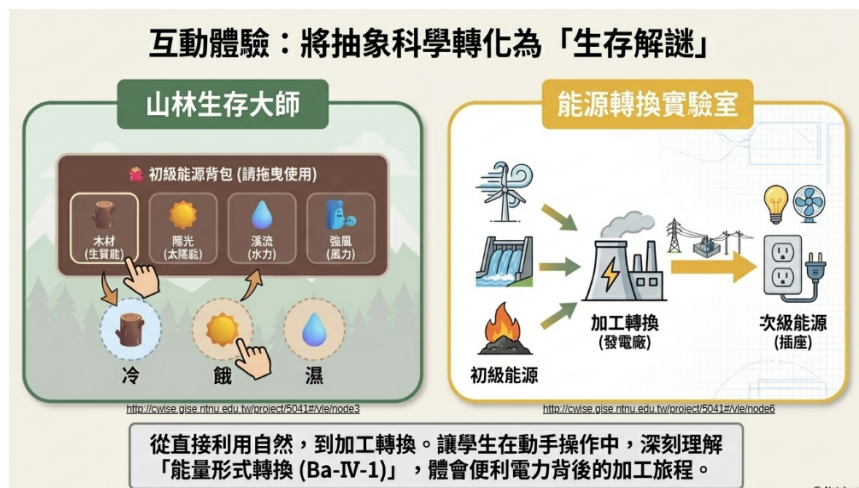 互動體驗：將抽象科學轉化為「生存解謎」
山林生存大師
初級能源背包 (請拖曳使用)
木材
(生質能)
陽光
(太陽能)
溪流
(水力)
強風
(風力)
冷
餓
濕
http://cwise.gise.ntnu.edu.tw/project/5041#/vle/node3
能源轉換實驗室
初級能源
加工轉換
(發電廠)
次級能源
(插座)
http://cwise.gise.ntnu.edu.tw/project/5041#/vle/node6
從直接利用自然，到加工轉換。讓學生在動手操作中，深刻理解
「能量形式轉換 (Ba-IV-1)」，體會便利電力背後的加工旅程。